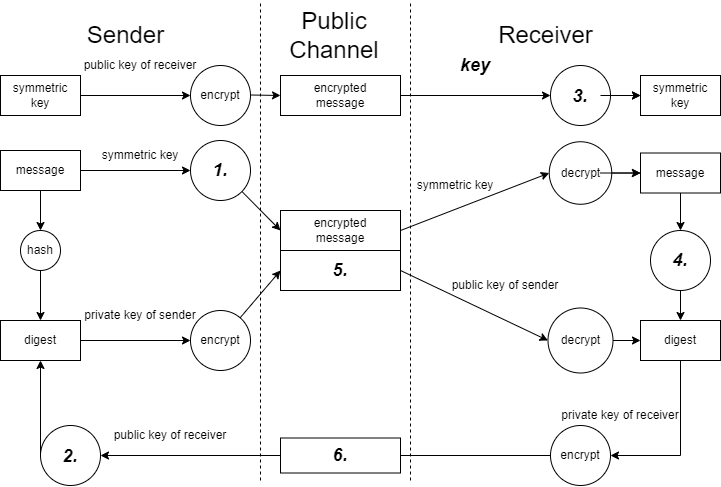 Sender
Public
Channel
Receiver
public key of receiver
key
symmetric
key
encrypt
encrypted
message
3.
symmetric
key
message
symmetric key
1.
symmetric key
decrypt
message
hash
encrypted
message
5.
4.
digest
private key of sender
encrypt
public key of sender
decrypt
digest
2.
public key of receiver
6.
private key of receiver
encrypt